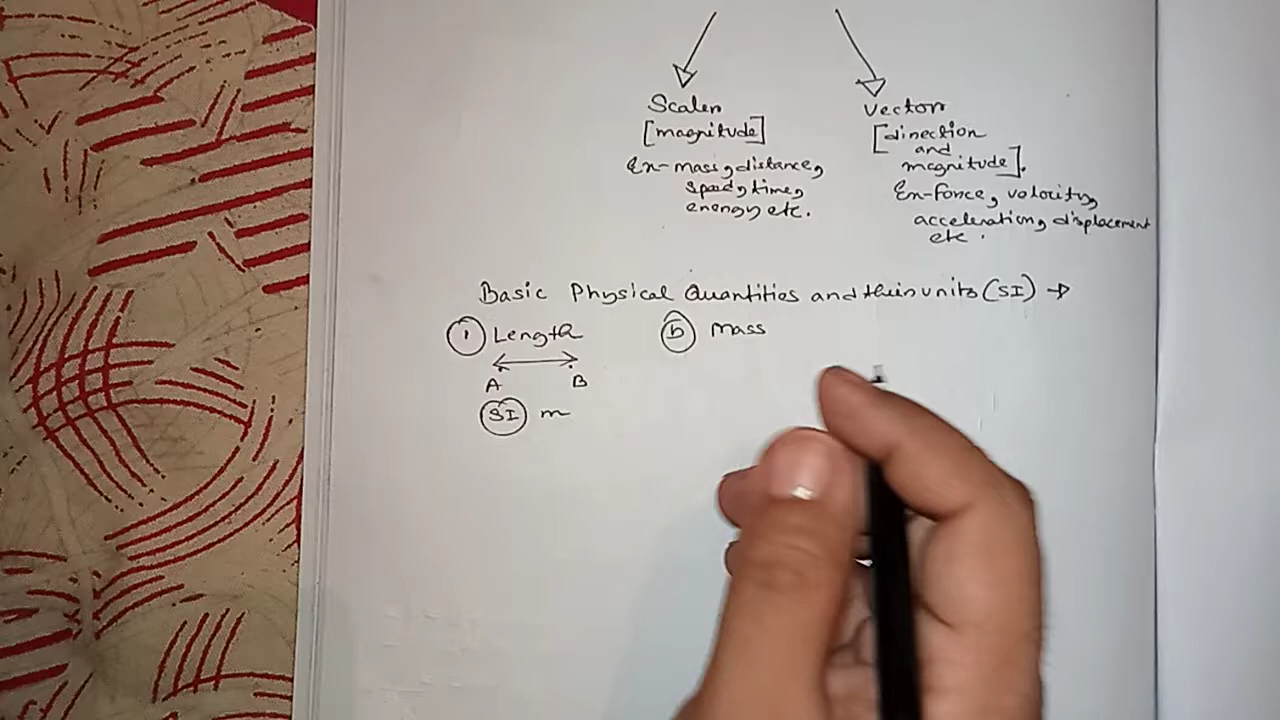 Scaler
[magnitude]
Ex- mass, distance,
speed, time,
energy etc.
Vector
[direction
and
magnitude].
Ex- Force, velocity,
acceleration, displacement
etc.
Basic Physical Quantities and their units (SI) →
1 Length
A B
SI m
b mass